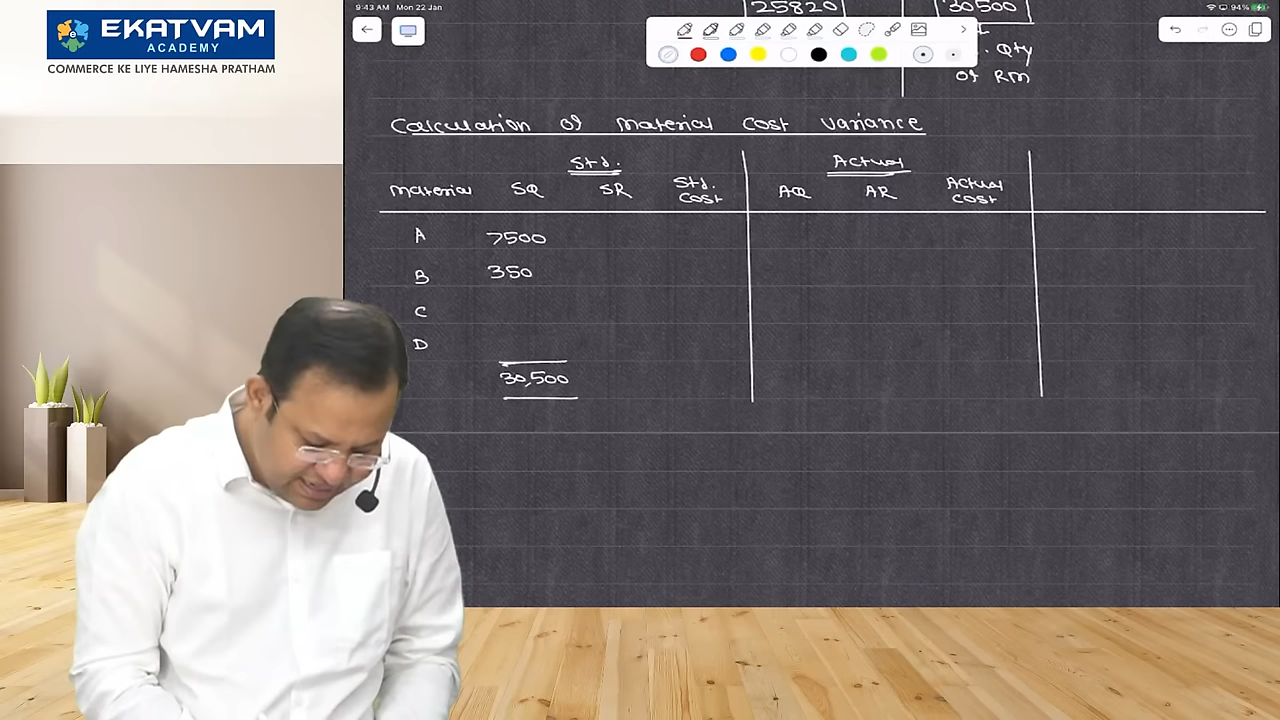 EKATVAM
ACADEMY
COMMERCE KE LIYE HAMESHA PRATHAM
9:43 AM Mon 22 Jan
94%
25820
30500
. Qty
of RM
Calculation of Material Cost Variance
Std. Actual
Material SQ SR Std. Cost AQ AR Actual Cost
A 7500
B 350
C
D
30,500